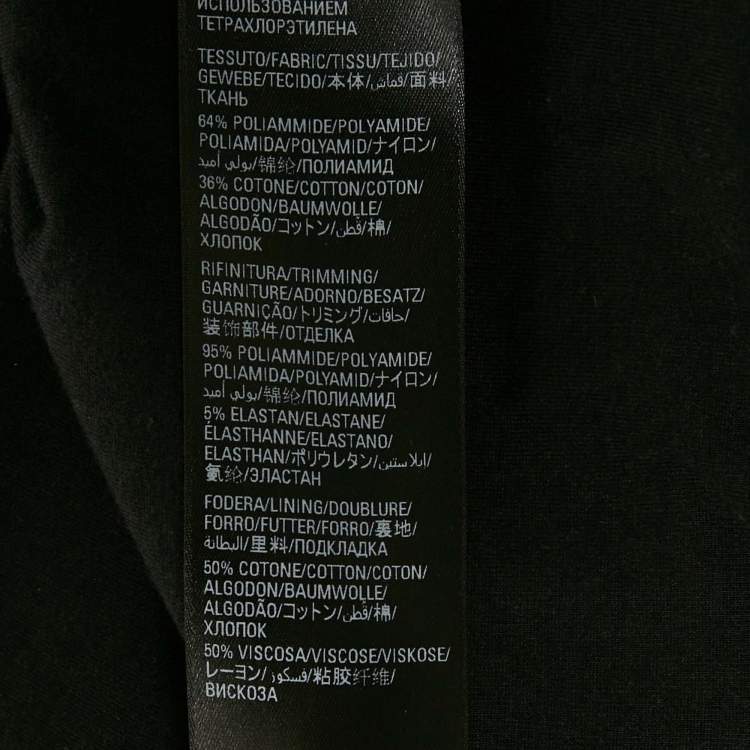 ИСПОЛЬЗОВАНИЕМ
ТЕТРАХЛОРЭТИЛЕНА
TESSUTO/FABRIC/TISSU/TEJIDO/
GEWEBE/TECIDO/本体/قماش/面料/
ТКАНЬ
64% POLIAMMIDE/POLYAMIDE/
POLIAMIDA/POLYAMID/ナイロン/
بولي أميد/锦纶/ПОЛИАМИД
36% COTONE/COTTON/COTON/
ALGODON/BAUMWOLLE/
ALGODÃO/コットン/قطن/棉/
ХЛОПОК
RIFINITURA/TRIMMING/
GARNITURE/ADORNO/BESATZ/
GUARNIÇÃO/トリミング/حافات/
装饰部件/ОТДЕЛКА
95% POLIAMMIDE/POLYAMIDE/
POLIAMIDA/POLYAMID/ナイロン/
بولي أميد/锦纶/ПОЛИАМИД
5% ELASTAN/ELASTANE/
ÉLASTHANNE/ELASTANO/
ELASTHAN/ポリウレタン/إيلاستين/
氨纶/ЭЛАСТАН
FODERA/LINING/DOUBLURE/
FORRO/FUTTER/FORRO/裏地/
البطانة/里料/ПОДКЛАДКА
50% COTONE/COTTON/COTON/
ALGODON/BAUMWOLLE/
ALGODÃO/コットン/قطن/棉/
ХЛОПОК
50% VISCOSA/VISCOSE/VISKOSE/
レーヨン/فسكوز/粘胶纤维/
ВИСКОЗА